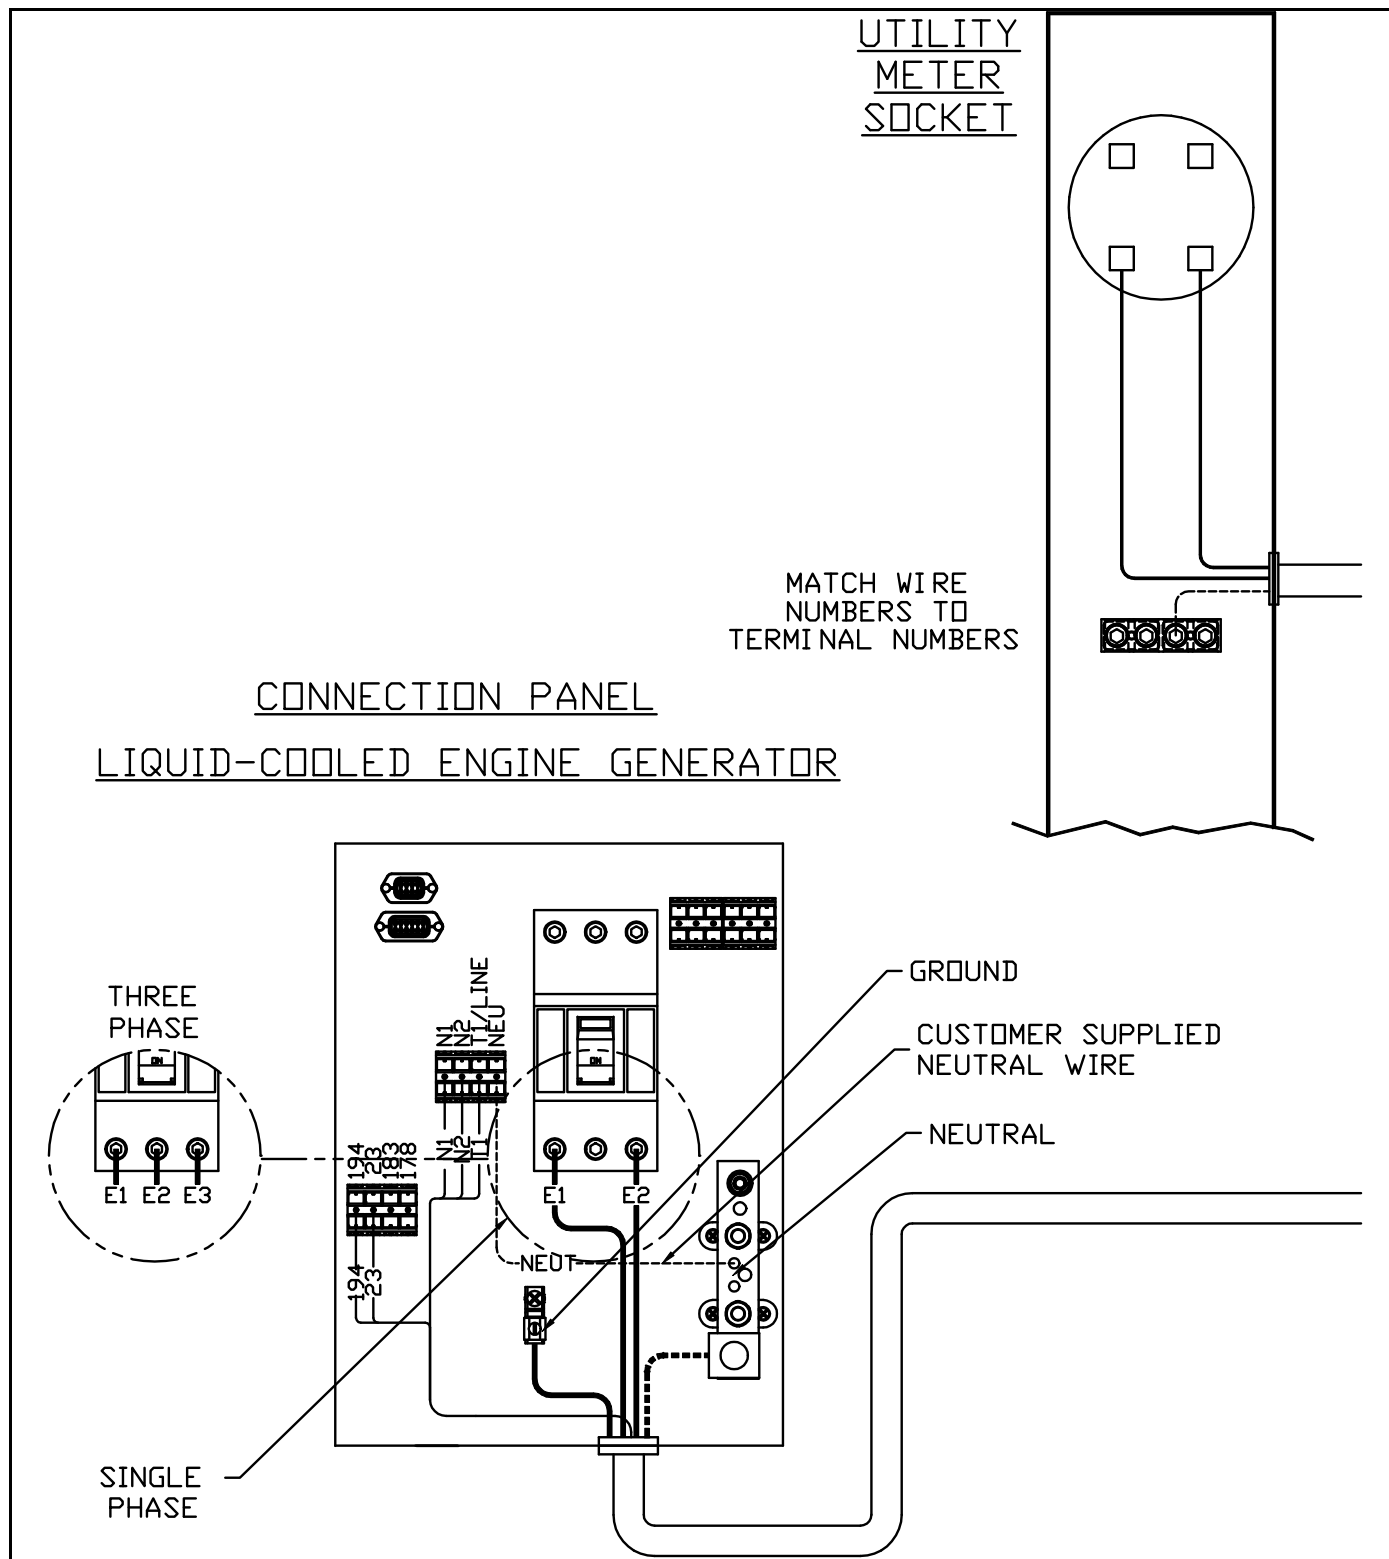 UTILITY
METER
SOCKET
MATCH WIRE
NUMBERS TO
TERMINAL NUMBERS
CONNECTION PANEL
LIQUID-COOLED ENGINE GENERATOR
THREE
PHASE
ON
E1 E2 E3
N1
N2
T1/LINE
NEU
ON
194
23
183
178
N1
N2
T1
E1 E2
NEUT
194
23
GROUND
CUSTOMER SUPPLIED
NEUTRAL WIRE
NEUTRAL
SINGLE
PHASE